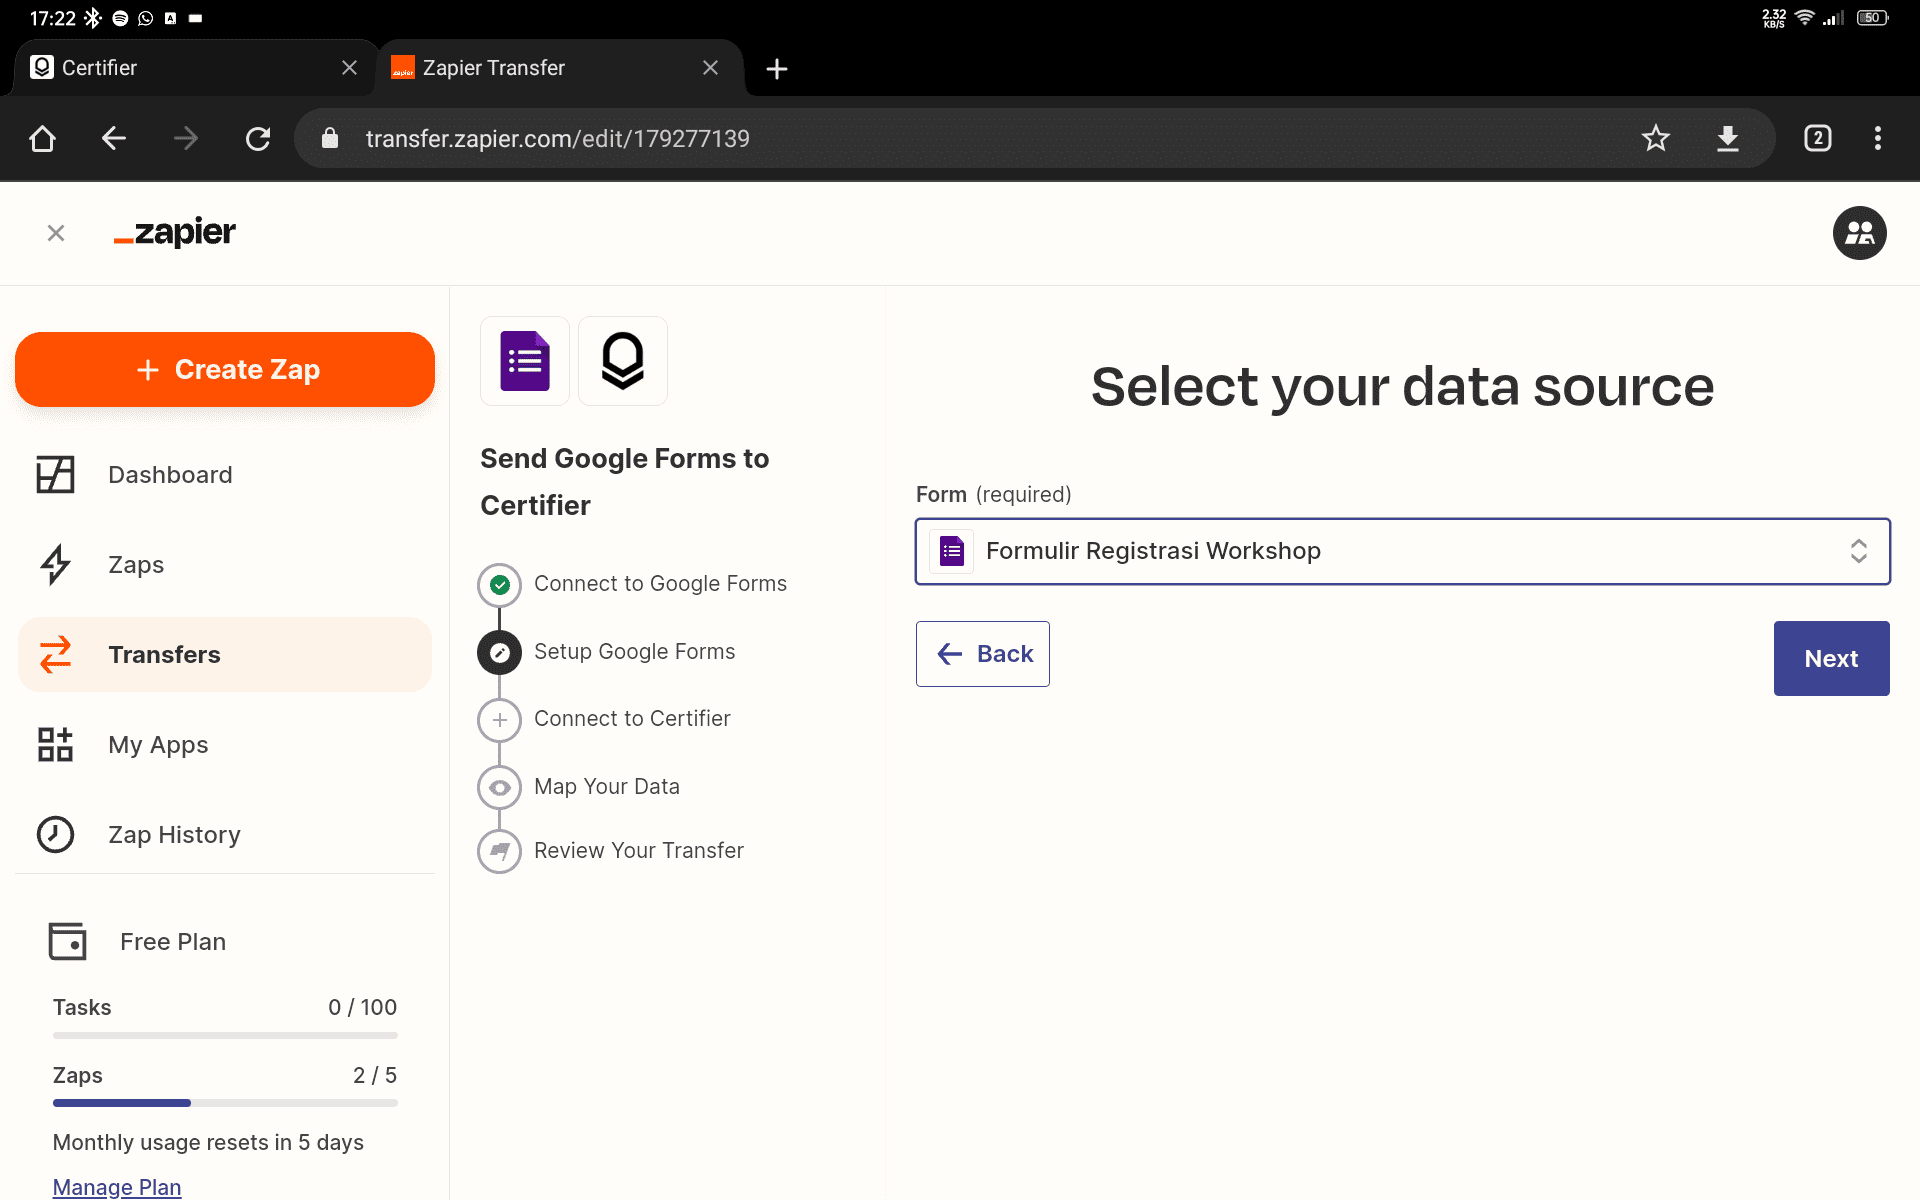 17:22
2.32 KB/S
50
Certifier
Zapier Transfer
transfer.zapier.com/edit/179277139
2
zapier
Create Zap
Dashboard
Zaps
Transfers
My Apps
Zap History
Free Plan
Tasks 0 / 100
Zaps 2 / 5
Monthly usage resets in 5 days
Manage Plan
Send Google Forms to
Certifier
Connect to Google Forms
Setup Google Forms
Connect to Certifier
Map Your Data
Review Your Transfer
Select your data source
Form (required)
Formulir Registrasi Workshop
Back
Next